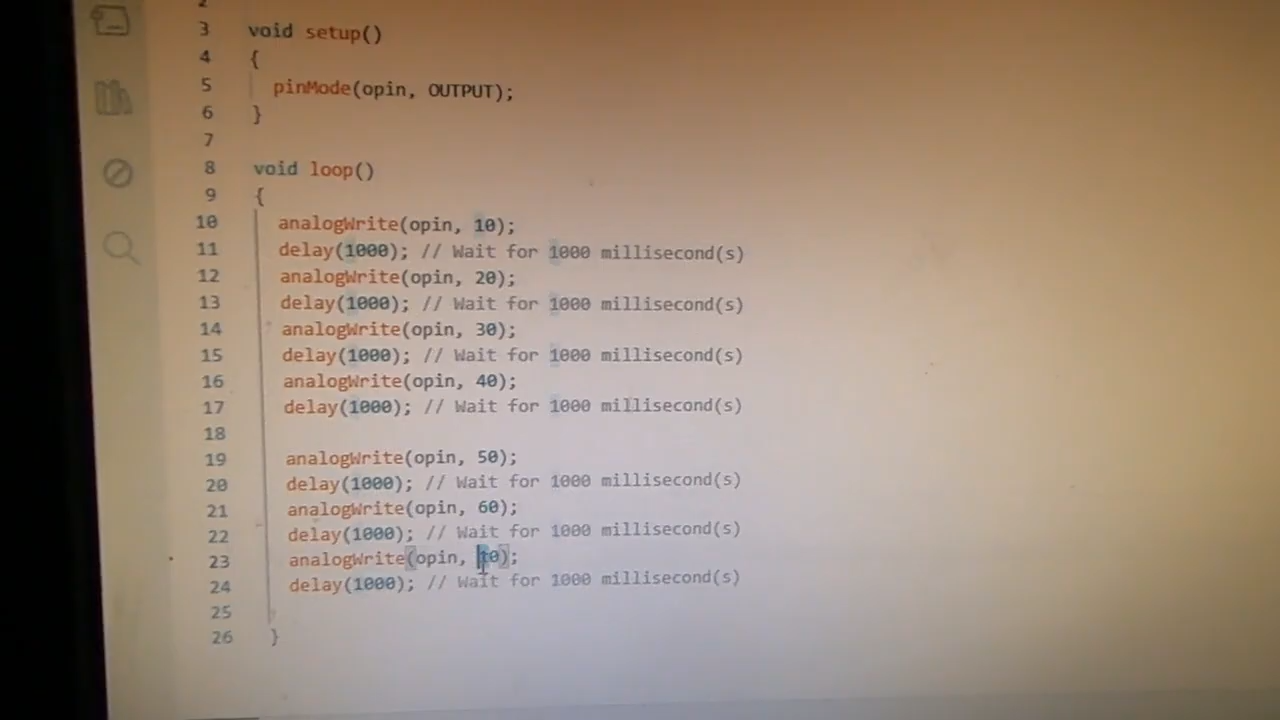 2
3 void setup()
4 {
5 pinMode(opin, OUTPUT);
6 }
7
8 void loop()
9 {
10 analogWrite(opin, 10);
11 delay(1000); // Wait for 1000 millisecond(s)
12 analogWrite(opin, 20);
13 delay(1000); // Wait for 1000 millisecond(s)
14 analogWrite(opin, 30);
15 delay(1000); // Wait for 1000 millisecond(s)
16 analogWrite(opin, 40);
17 delay(1000); // Wait for 1000 millisecond(s)
18
19 analogWrite(opin, 50);
20 delay(1000); // Wait for 1000 millisecond(s)
21 analogWrite(opin, 60);
22 delay(1000); // Wait for 1000 millisecond(s)
23 analogWrite(opin, 10);
24 delay(1000); // Wait for 1000 millisecond(s)
25
26 }